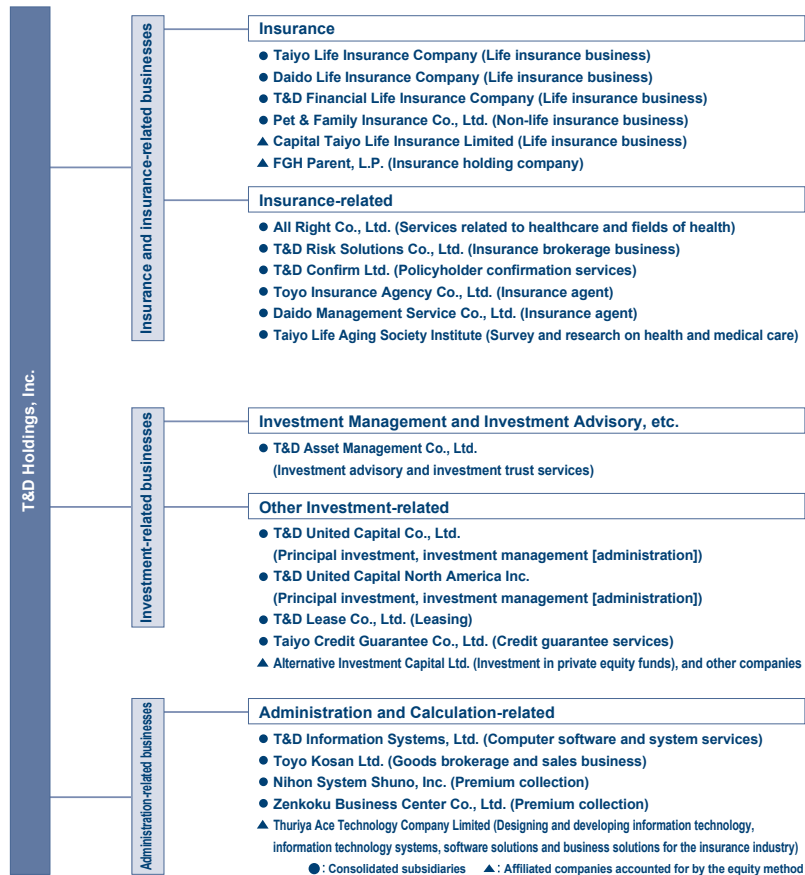 T&D Holdings, Inc.
Insurance and insurance-related businesses
Insurance
● Taiyo Life Insurance Company (Life insurance business)
● Daido Life Insurance Company (Life insurance business)
● T&D Financial Life Insurance Company (Life insurance business)
● Pet & Family Insurance Co., Ltd. (Non-life insurance business)
▲ Capital Taiyo Life Insurance Limited (Life insurance business)
▲ FGH Parent, L.P. (Insurance holding company)
Insurance-related
● All Right Co., Ltd. (Services related to healthcare and fields of health)
● T&D Risk Solutions Co., Ltd. (Insurance brokerage business)
● T&D Confirm Ltd. (Policyholder confirmation services)
● Toyo Insurance Agency Co., Ltd. (Insurance agent)
● Daido Management Service Co., Ltd. (Insurance agent)
● Taiyo Life Aging Society Institute (Survey and research on health and medical care)
Investment-related businesses
Investment Management and Investment Advisory, etc.
● T&D Asset Management Co., Ltd.
(Investment advisory and investment trust services)
Other Investment-related
● T&D United Capital Co., Ltd.
(Principal investment, investment management [administration])
● T&D United Capital North America Inc.
(Principal investment, investment management [administration])
● T&D Lease Co., Ltd. (Leasing)
● Taiyo Credit Guarantee Co., Ltd. (Credit guarantee services)
▲ Alternative Investment Capital Ltd. (Investment in private equity funds), and other companies
Administration-related businesses
Administration and Calculation-related
● T&D Information Systems, Ltd. (Computer software and system services)
● Toyo Kosan Ltd. (Goods brokerage and sales business)
● Nihon System Shuno, Inc. (Premium collection)
● Zenkoku Business Center Co., Ltd. (Premium collection)
▲ Thuriya Ace Technology Company Limited (Designing and developing information technology,
information technology systems, software solutions and business solutions for the insurance industry)
● : Consolidated subsidiaries ▲ : Affiliated companies accounted for by the equity method